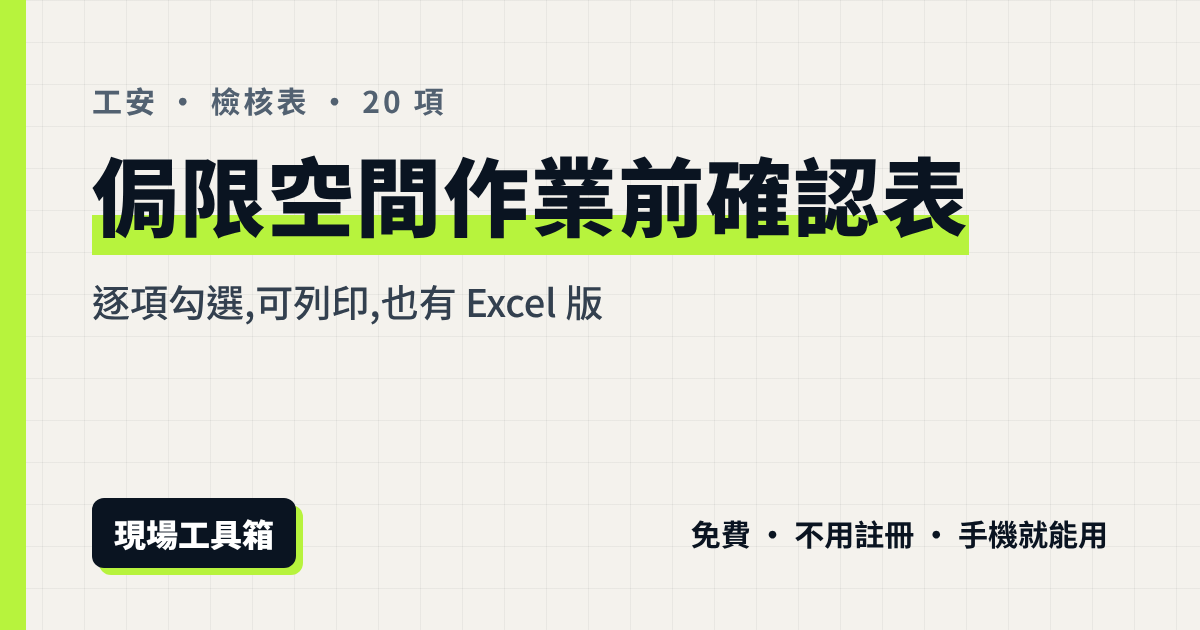 工安 · 檢核表 · 20 項
侷限空間作業前確認表
逐項勾選,可列印,也有 Excel 版
現場工具箱
免費 · 不用註冊 · 手機就能用